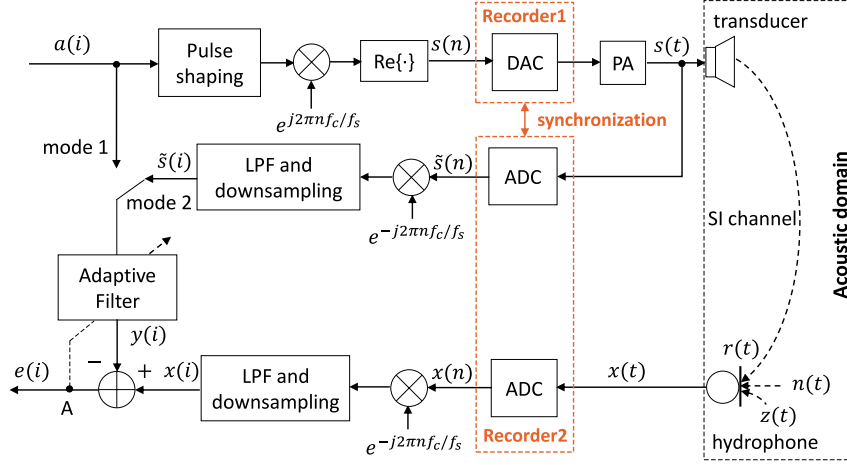 Recorder1
transducer
a(i)
Pulse shaping
Re{·}
s(n)
DAC
PA
s(t)
e^{j2πnf_c/f_s}
synchronization
mode 1
s̃(i)
LPF and downsampling
s̃(n)
ADC
mode 2
e^{-j2πnf_c/f_s}
SI channel
Acoustic domain
Adaptive Filter
y(i)
r(t)
e(i)
−
+
x(i)
LPF and downsampling
x(n)
ADC
x(t)
n(t)
z(t)
A
e^{-j2πnf_c/f_s}
Recorder2
hydrophone